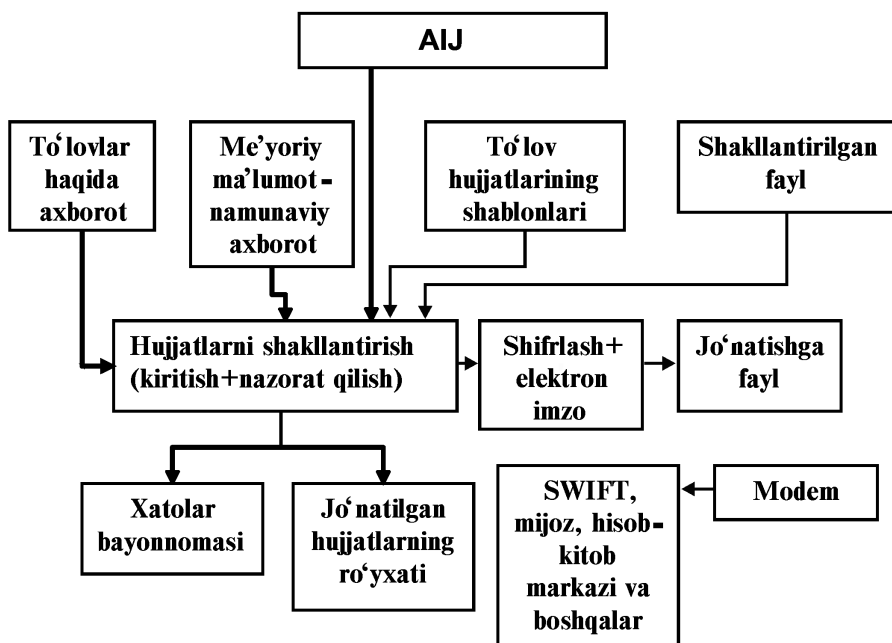 AIJ
To‘lovlar
haqida
axborot
Me’yoriy
ma’lumot-
namunaviy
axborot
To‘lov
hujjatlarining
shablonlari
Shakllantirilgan
fayl
Hujjatlarni shakllantirish
(kiritish+nazorat qilish)
Shifrlash+
elektron
imzo
Jo‘natishga
fayl
Xatolar
bayonnomasi
Jo‘natilgan
hujjatlarning
ro‘yxati
SWIFT,
mijoz, hisob-
kitob
markazi va
boshqalar
Modem